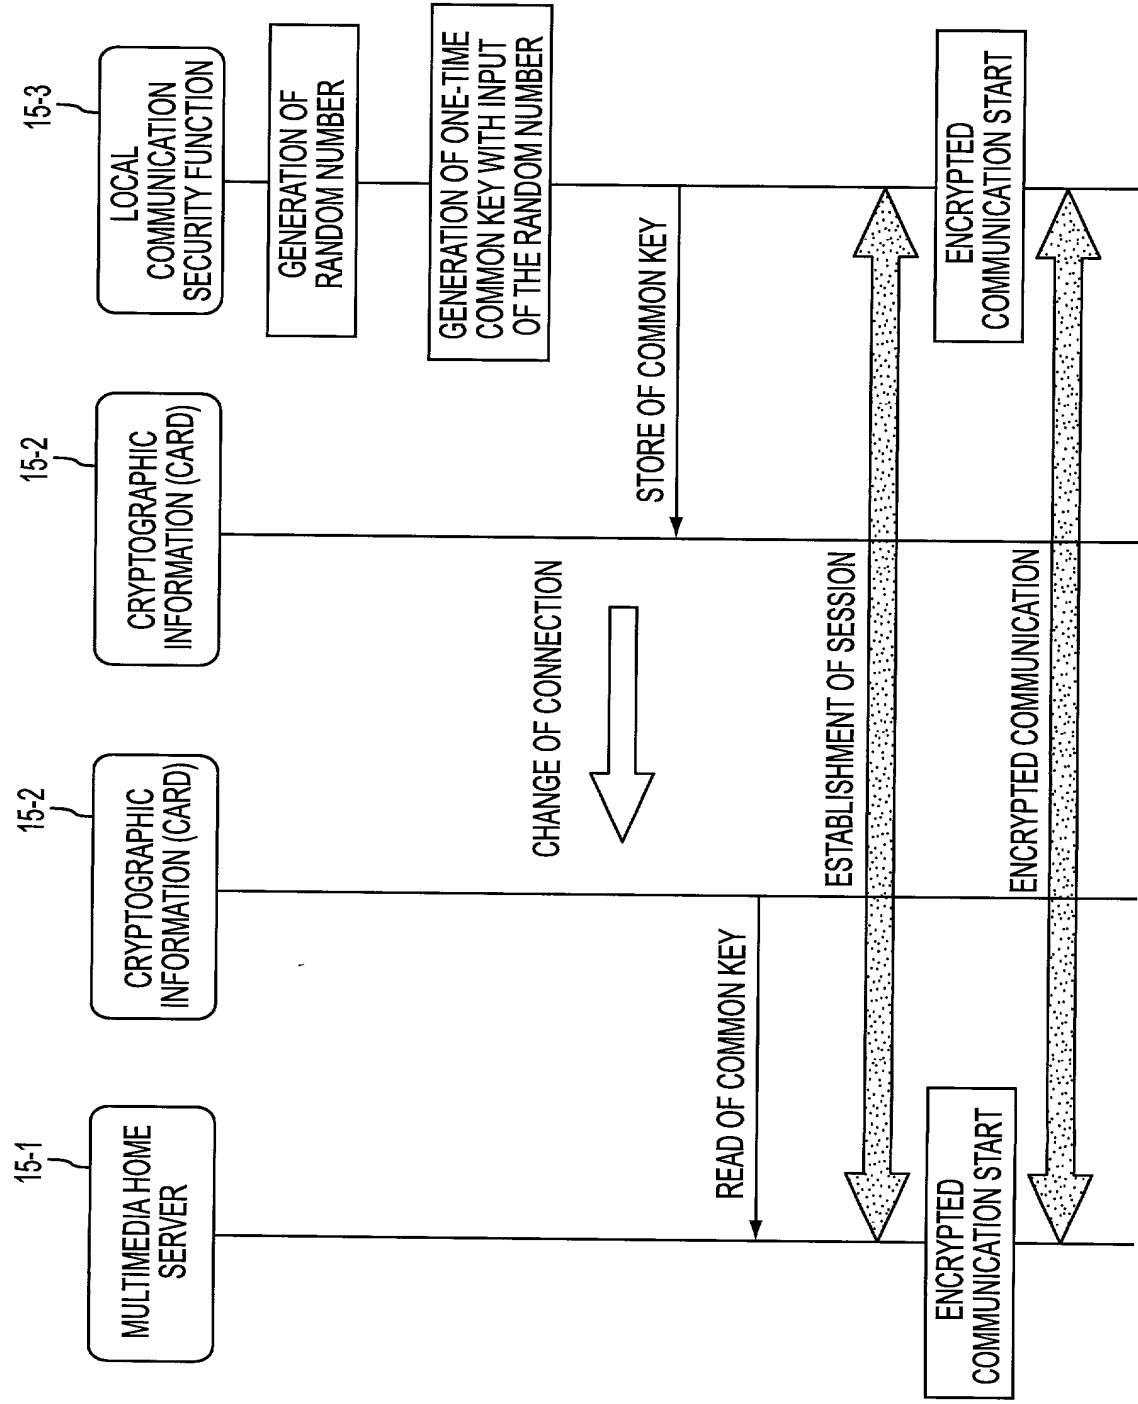 15-1
MULTIMEDIA HOME
SERVER
15-2
CRYPTOGRAPHIC
INFORMATION (CARD)
15-2
CRYPTOGRAPHIC
INFORMATION (CARD)
15-3
LOCAL
COMMUNICATION
SECURITY FUNCTION
GENERATION OF
RANDOM NUMBER
GENERATION OF ONE-TIME
COMMON KEY WITH INPUT
OF THE RANDOM NUMBER
CHANGE OF CONNECTION
STORE OF COMMON KEY
READ OF COMMON KEY
ESTABLISHMENT OF SESSION
ENCRYPTED
COMMUNICATION START
ENCRYPTED
COMMUNICATION START
ENCRYPTED COMMUNICATION